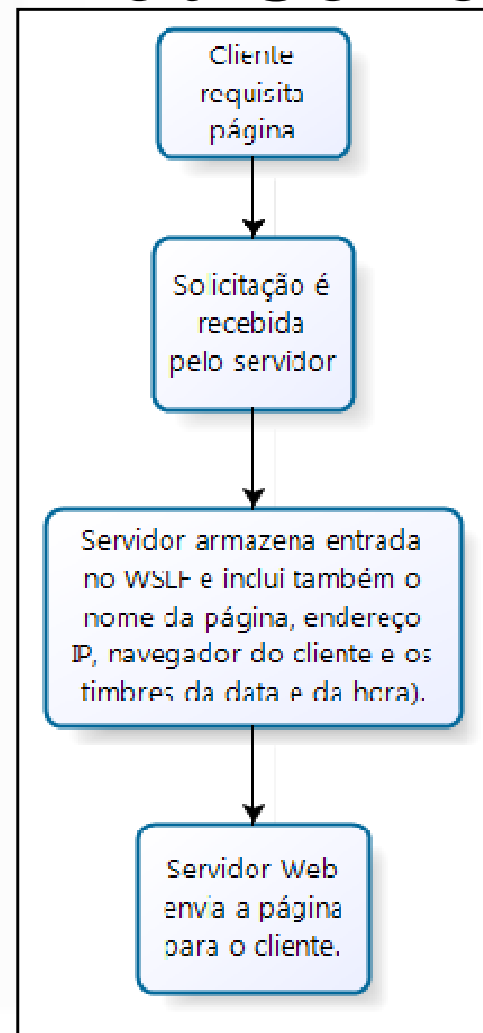 Cliente
requisita
página
Solicitação é
recebida
pelo servidor
Servidor armazena entrada
no WSLF e inclui também o
nome da página, endereço
IP, navegador do cliente e os
timbres da data e da hora).
Servidor Web
envia a página
para o cliente.